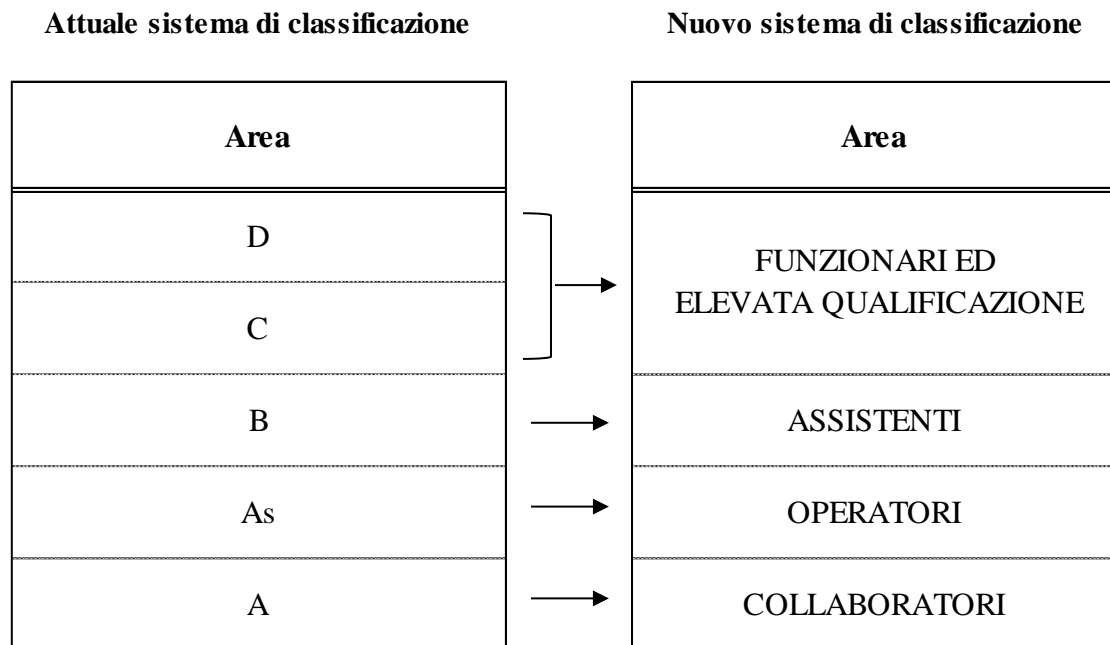 Attuale sistema di classificazione
Nuovo sistema di classificazione
Area
Area
D
C
FUNZIONARI ED
ELEVATA QUALIFICAZIONE
B
ASSISTENTI
As
OPERATORI
A
COLLABORATORI